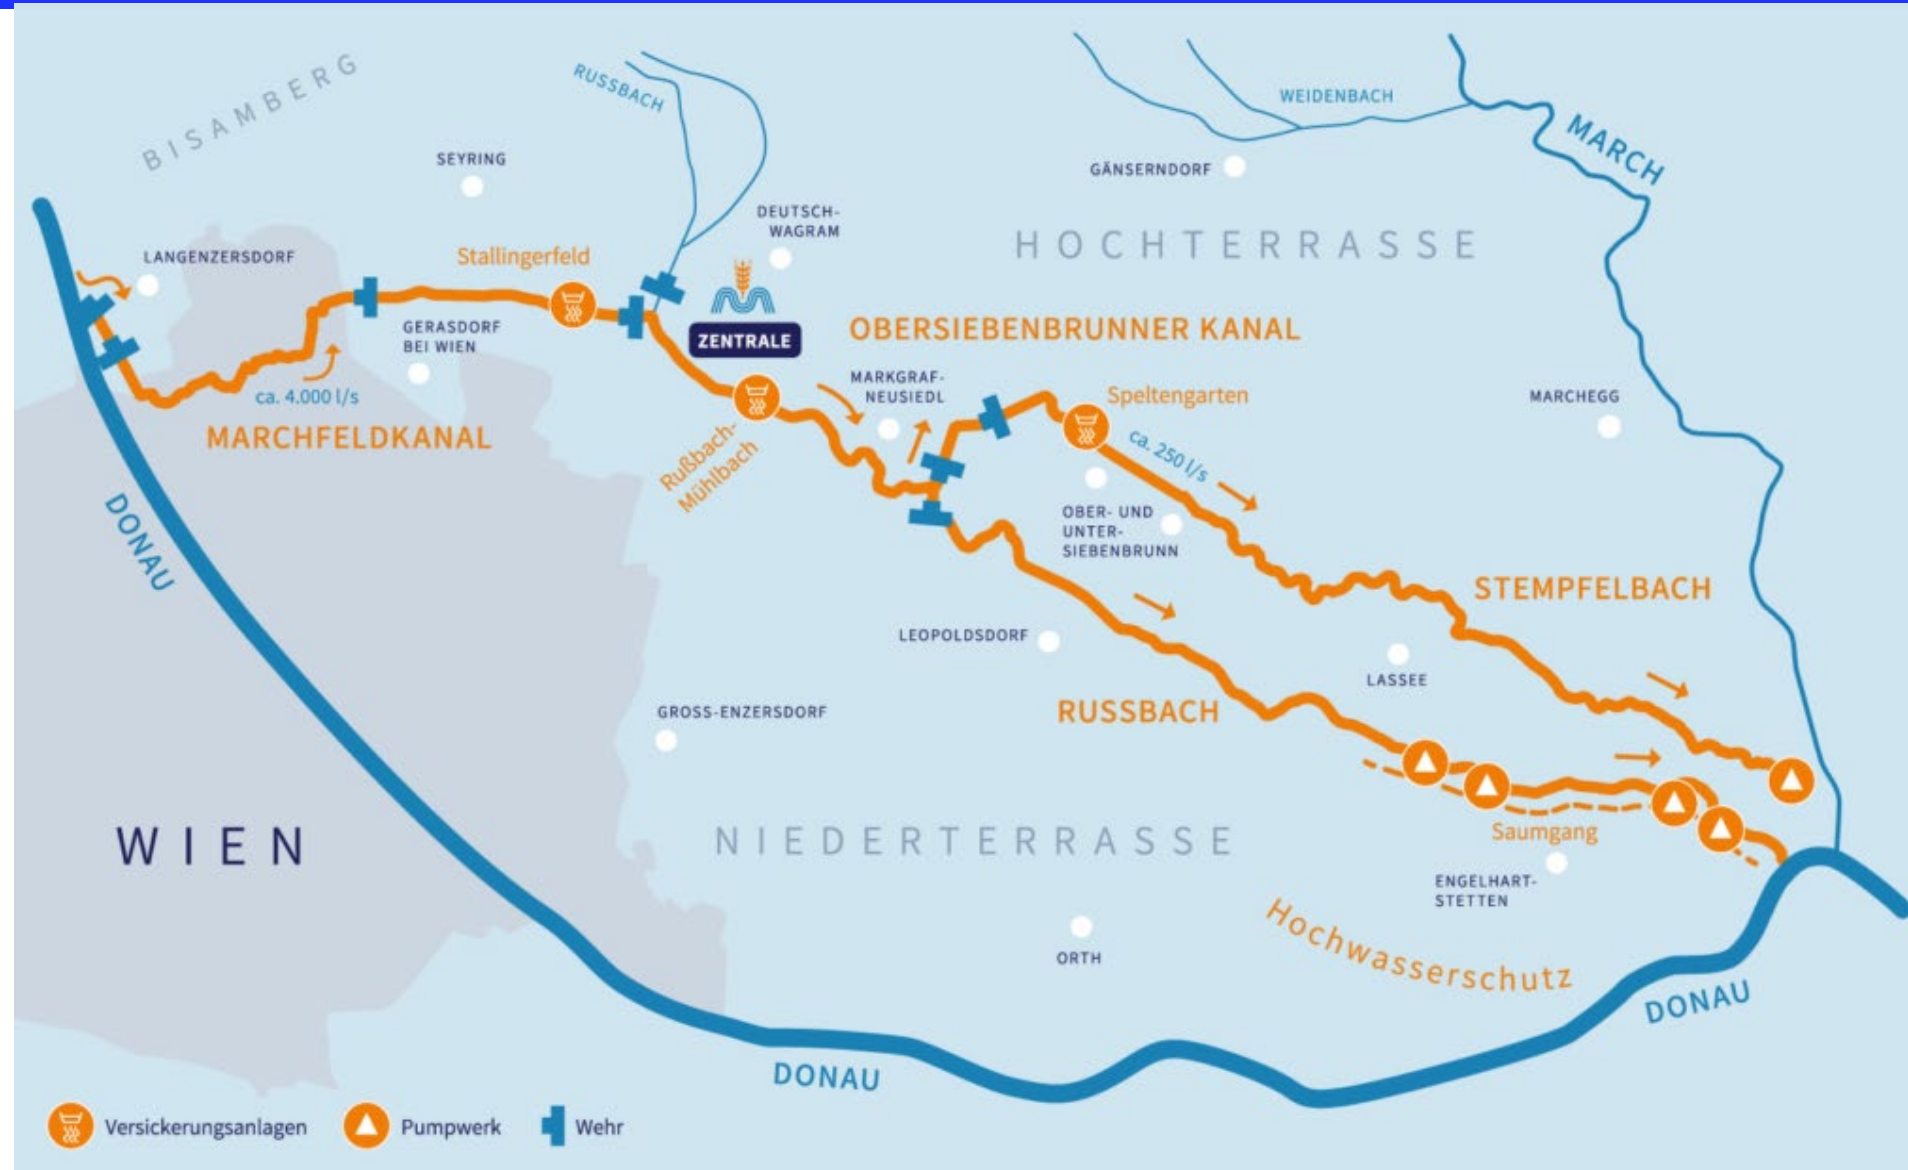 BISAMBERG
RUSSBACH
WEIDENBACH
MARCH
SEYRING
GÄNSERNDORF
DEUTSCH-
WAGRAM
HOCHTERRASSE
LANGENZERSDORF
Stallingerfeld
GERASDORF
BEI WIEN
ZENTRALE
OBERSIEBENBRUNNER KANAL
MARKGRAF-
NEUSIEDL
Speltengarten
MARCHEGG
ca. 4.000 l/s
MARCHFELDKANAL
Rußbach-
Mühlbach
ca. 250 l/s
OBER- UND
UNTER-
SIEBENBRUNN
DONAU
STEMPFELBACH
LEOPOLDSDORF
LASSEE
GROSS-ENZERSDORF
RUSSBACH
WIEN
NIEDERTERRASSE
Saumgang
ENGELHART-
STETTEN
Hochwasserschutz
ORTH
DONAU
DONAU
Versickerungsanlagen
Pumpwerk
Wehr